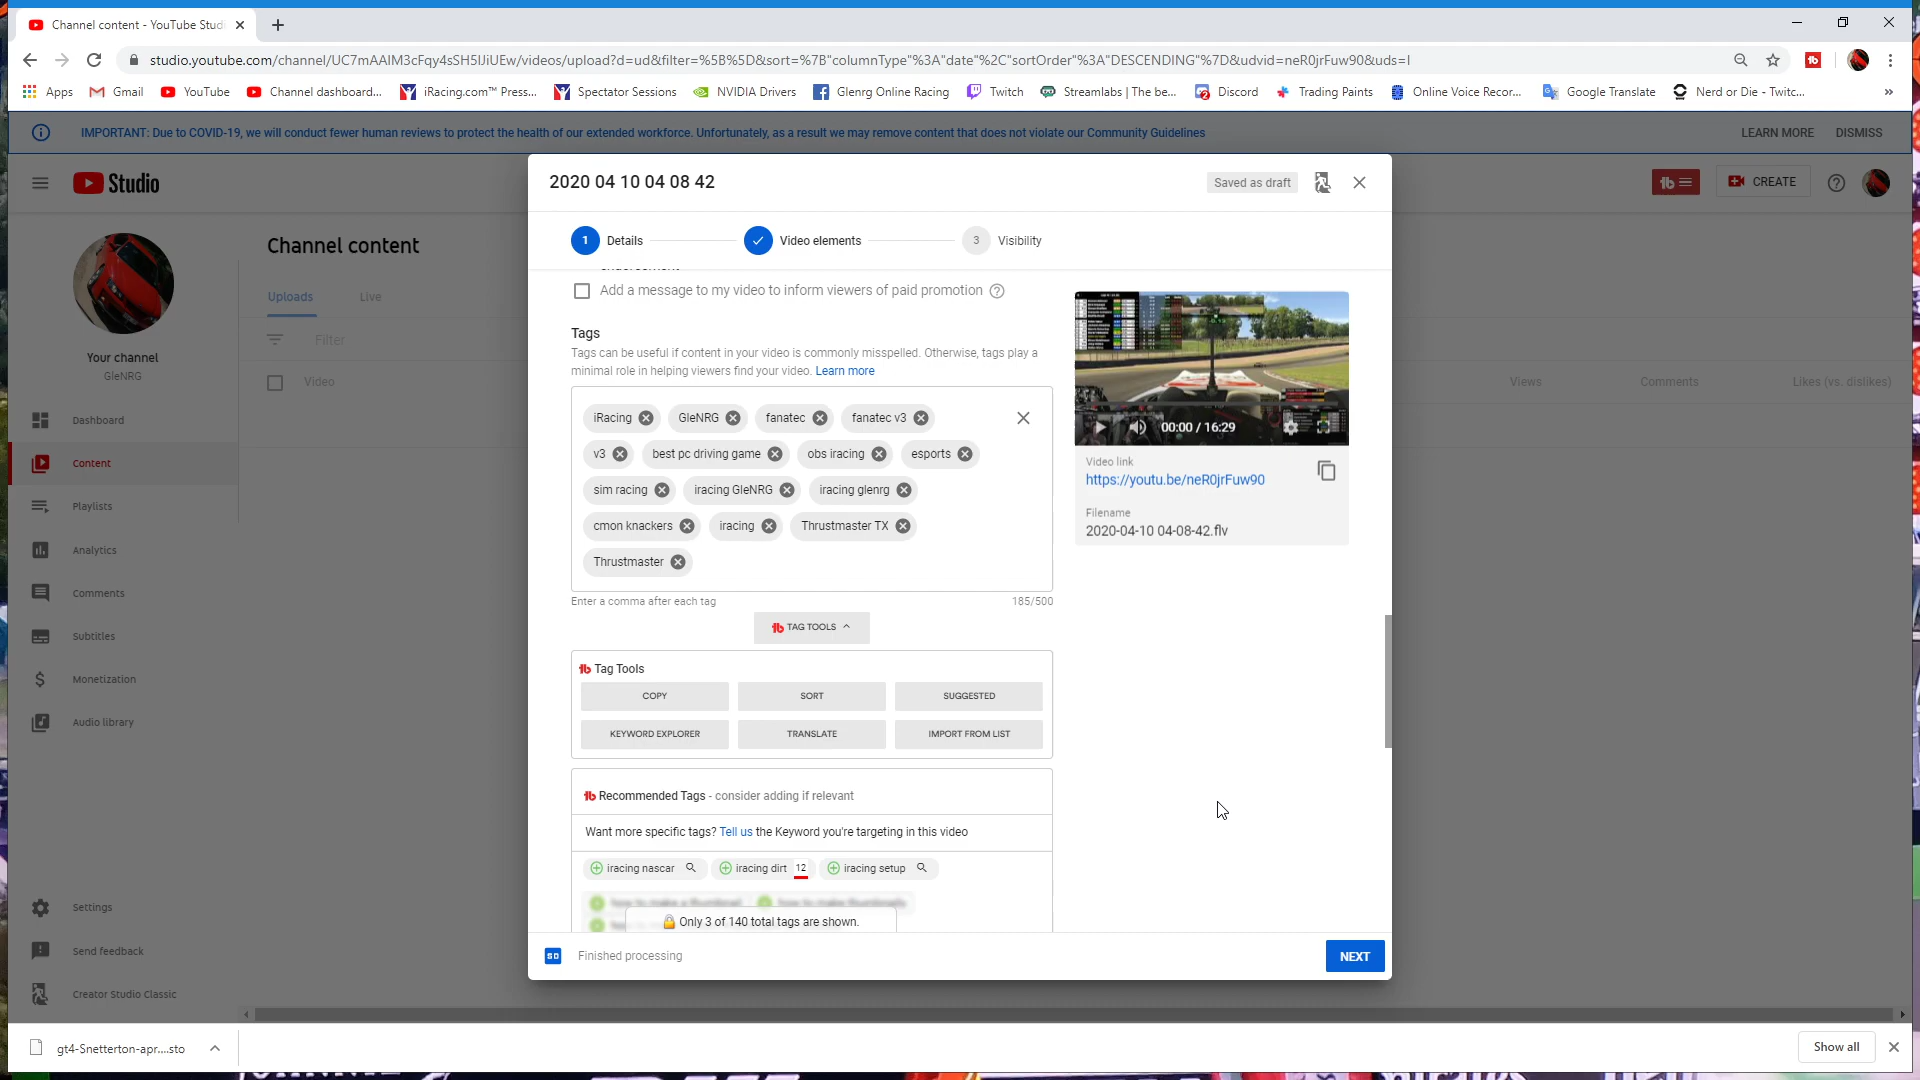 Channel content - YouTube Studi
studio.youtube.com/channel/UC7mAAlM3cFqy4sSH5IJiUEw/videos/upload?d=ud&filter=%5B%5D&sort=%7B"columnType"%3A"date"%2C"sortOrder"%3A"DESCENDING"%7D&udvid=neR0jrFuw90&uds=I
Apps Gmail YouTube Channel dashboard... iRacing.com™ Press... Spectator Sessions NVIDIA Drivers Glenrg Online Racing Twitch Streamlabs | The be... Discord Trading Paints Online Voice Recor... Google Translate Nerd or Die - Twitc... »
IMPORTANT: Due to COVID-19, we will conduct fewer human reviews to protect the health of our extended workforce. Unfortunately, as a result we may remove content that does not violate our Community Guidelines LEARN MORE DISMISS
Studio
CREATE
2020 04 10 04 08 42
Saved as draft
1 Details Video elements 3 Visibility
Channel content
Uploads Live
Filter
Video Views Comments Likes (vs. dislikes)
Your channel
GleNRG
Dashboard
Content
Playlists
Analytics
Comments
Subtitles
Monetization
Audio library
Settings
Send feedback
Creator Studio Classic
Add a message to my video to inform viewers of paid promotion
Tags
Tags can be useful if content in your video is commonly misspelled. Otherwise, tags play a
minimal role in helping viewers find your video. Learn more
iRacing GleNRG fanatec fanatec v3
v3 best pc driving game obs iracing esports
sim racing iracing GleNRG iracing glenrg
cmon knackers iracing Thrustmaster TX
Thrustmaster
Enter a comma after each tag 185/500
tb TAG TOOLS
tb Tag Tools
COPY SORT SUGGESTED
KEYWORD EXPLORER TRANSLATE IMPORT FROM LIST
tb Recommended Tags - consider adding if relevant
Want more specific tags? Tell us the Keyword you're targeting in this video
iracing nascar iracing dirt 12 iracing setup
Only 3 of 140 total tags are shown.
00:00 / 16:29
Video link
https://youtu.be/neR0jrFuw90
Filename
2020-04-10 04-08-42.flv
SD Finished processing
NEXT
gt4-Snetterton-apr....sto
Show all